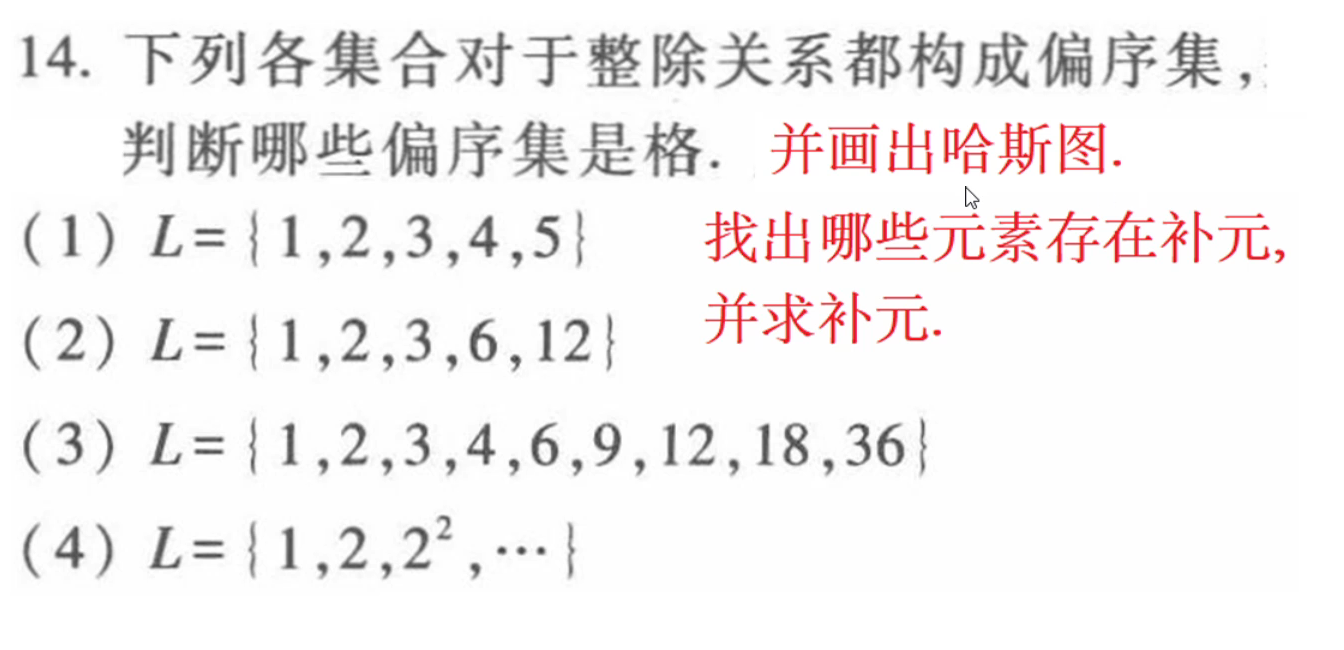 14. 下列各集合对于整除关系都构成偏序集，
判断哪些偏序集是格. 并画出哈斯图.
(1) L={1,2,3,4,5} 找出哪些元素存在补元,
并求补元.
(2) L={1,2,3,6,12}
(3) L={1,2,3,4,6,9,12,18,36}
(4) L={1,2,2²,⋯}